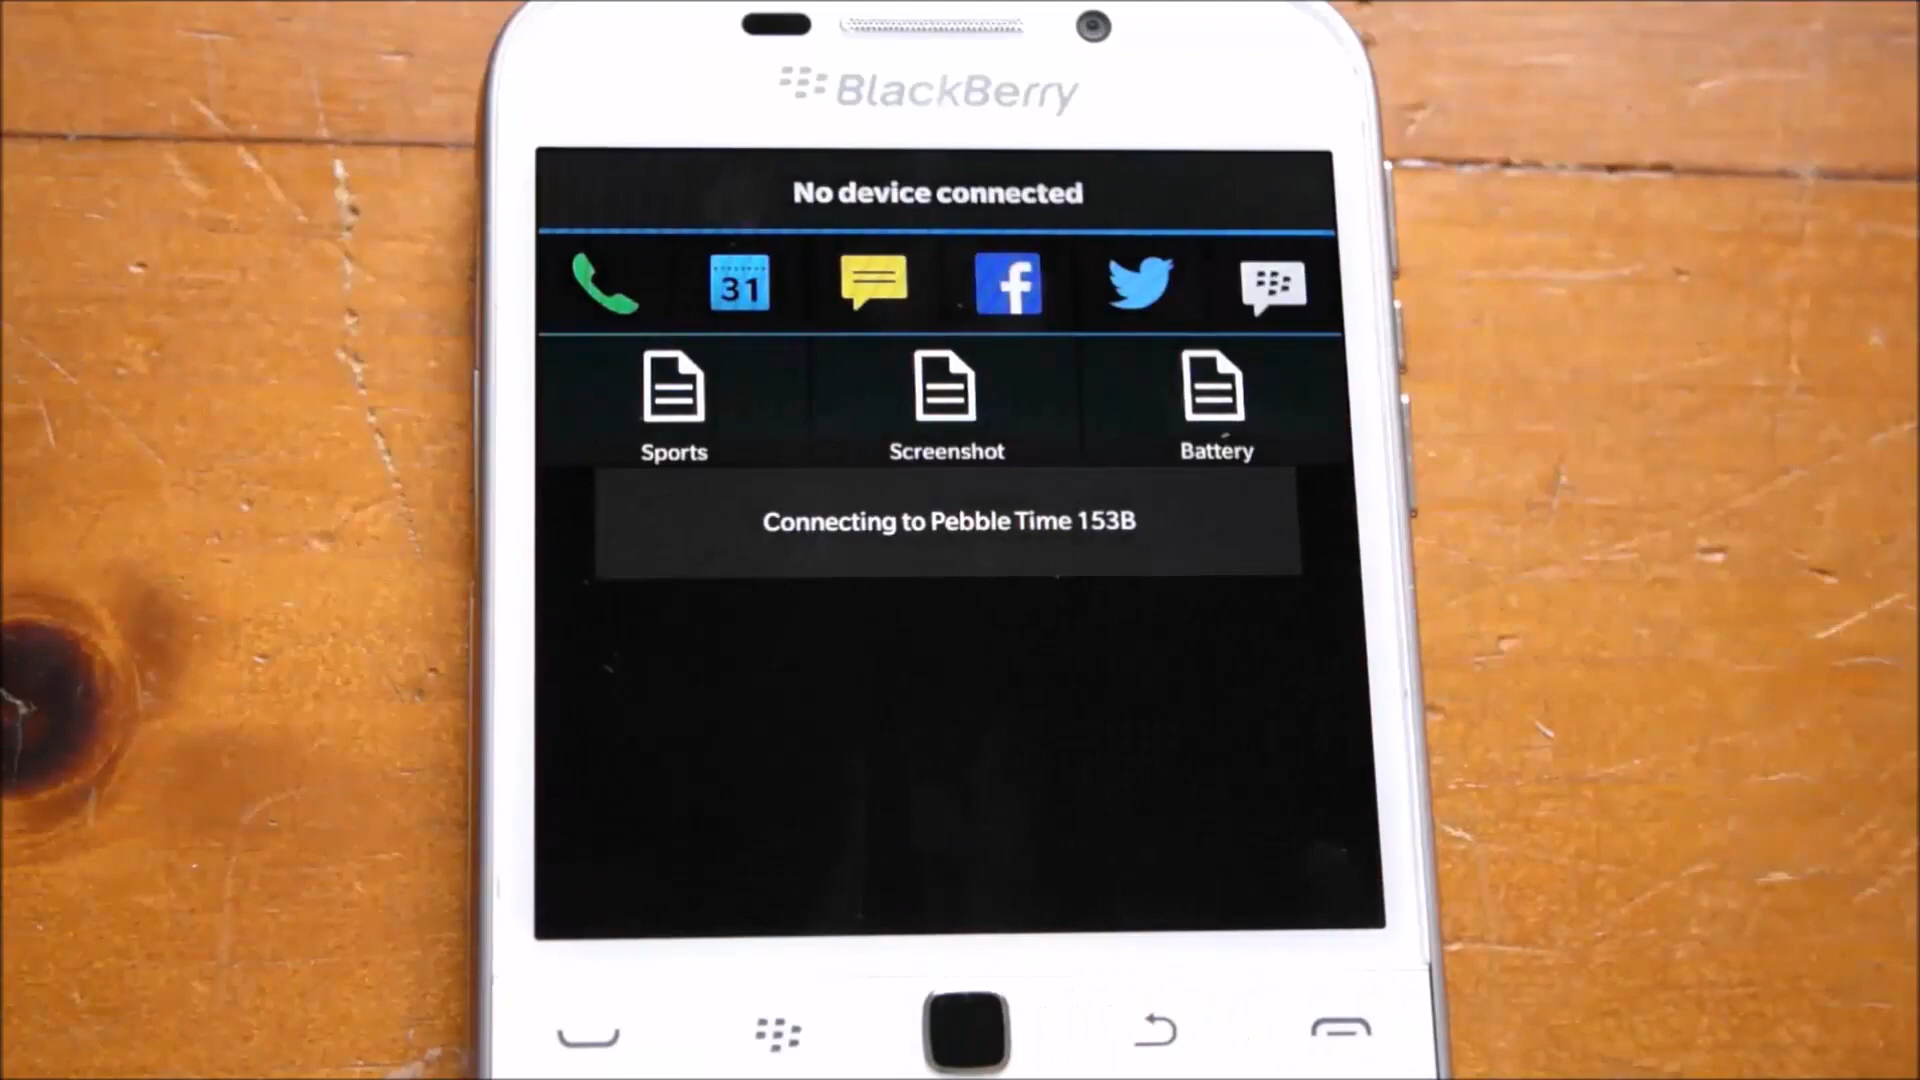 BlackBerry
No device connected
31
Sports
Screenshot
Battery
Connecting to Pebble Time 153B